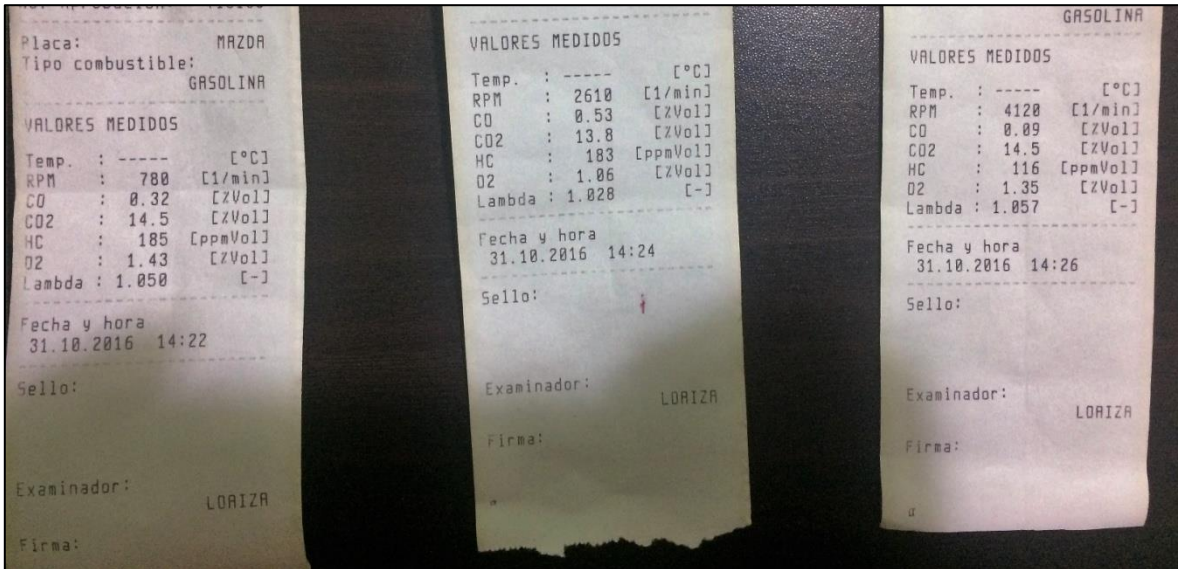 Placa: MAZDA
Tipo combustible:
GASOLINA
VALORES MEDIDOS
Temp. : ----- [°C]
RPM : 780 [1/min]
CO : 0.32 [%Vol]
CO2 : 14.5 [%Vol]
HC : 185 [ppmVol]
O2 : 1.43 [%Vol]
Lambda : 1.050 [-]
Fecha y hora
31.10.2016 14:22
Sello:
Examinador:
LOAIZA
Firma:
VALORES MEDIDOS
Temp. : ----- [°C]
RPM : 2610 [1/min]
CO : 0.53 [%Vol]
CO2 : 13.8 [%Vol]
HC : 183 [ppmVol]
O2 : 1.06 [%Vol]
Lambda : 1.028 [-]
Fecha y hora
31.10.2016 14:24
Sello:
Examinador:
LOAIZA
Firma:
GASOLINA
VALORES MEDIDOS
Temp. : ----- [°C]
RPM : 4120 [1/min]
CO : 0.09 [%Vol]
CO2 : 14.5 [%Vol]
HC : 116 [ppmVol]
O2 : 1.35 [%Vol]
Lambda : 1.057 [-]
Fecha y hora
31.10.2016 14:26
Sello:
Examinador:
LOAIZA
Firma: